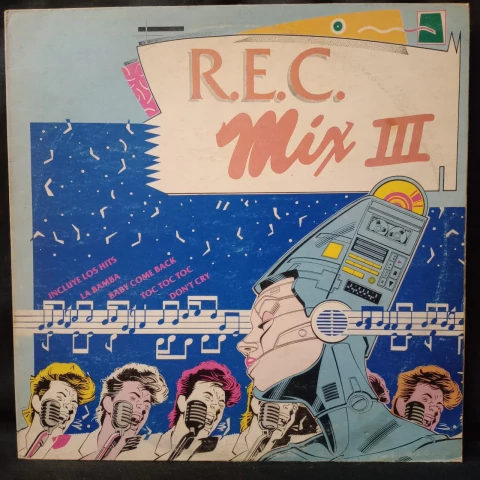 R.E.C.
Mix III
INCLUYE LOS HITS
LA BAMBA
BABY COME BACK
TOC TOC TOC
DON'T CRY